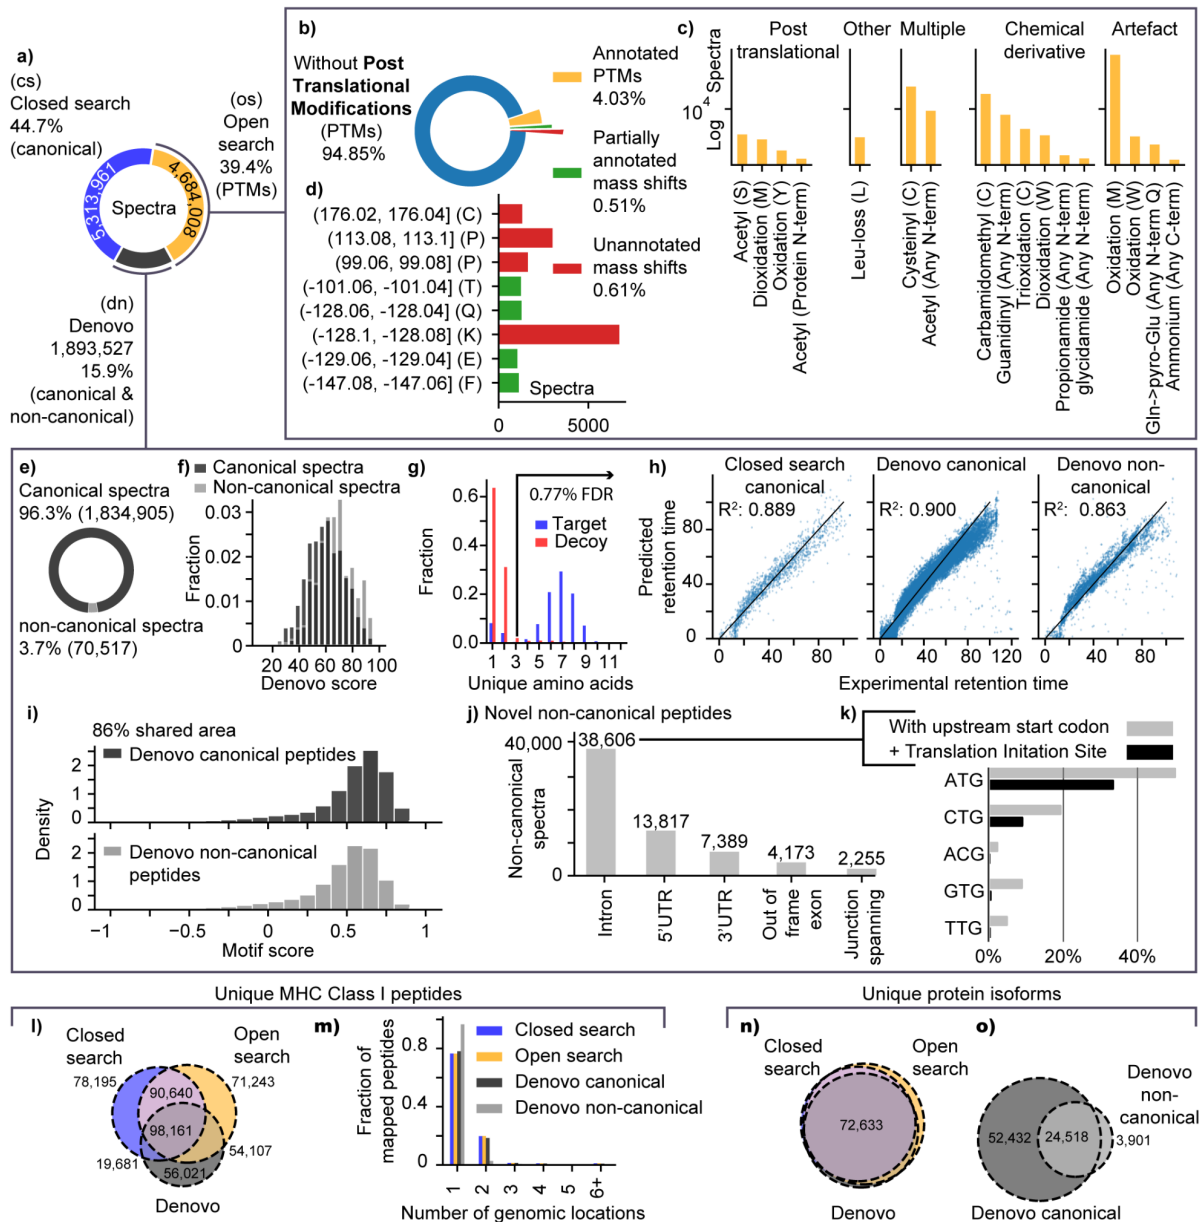 a)
(cs)
Closed search
44.7%
(canonical)
(os)
Open
search
39.4%
(PTMs)
5,313,961
4,684,008
Spectra
(dn)
Denovo
1,893,527
15.9%
(canonical &
non-canonical)
b)
Without Post
Translational
Modifications
(PTMs)
94.85%
Annotated
PTMs
4.03%
Partially
annotated
mass shifts
0.51%
Unannotated
mass shifts
0.61%
c)
Post
translational
Other
Multiple
Chemical
derivative
Artefact
Log Spectra
10^4
Acetyl (S)
Dioxidation (M)
Oxidation (Y)
Acetyl (Protein N-term)
Leu-loss (L)
Cysteinyl (C)
Acetyl (Any N-term)
Carbamidomethyl (C)
Guanidinyl (Any N-term)
Trioxidation (C)
Dioxidation (W)
Propionamide (Any N-term)
glycidamide (Any N-term)
Oxidation (M)
Oxidation (W)
Gln->pyro-Glu (Any N-term Q)
Ammonium (Any C-term)
d)
(176.02, 176.04] (C)
(113.08, 113.1] (P)
(99.06, 99.08] (P)
(-101.06, -101.04] (T)
(-128.06, -128.04] (Q)
(-128.1, -128.08] (K)
(-129.06, -129.04] (E)
(-147.08, -147.06] (F)
Spectra
0 5000
e)
Canonical spectra
96.3% (1,834,905)
non-canonical spectra
3.7% (70,517)
f)
Canonical spectra
Non-canonical spectra
Fraction
0.03
0.02
0.01
0
20 40 60 80 100
Denovo score
g)
0.77% FDR
Target
Decoy
Fraction
0.6
0.4
0.2
0.0
1 3 5 7 9 11
Unique amino acids
h)
Closed search
canonical
R²: 0.889
Denovo canonical
R²: 0.900
Denovo non-
canonical
R²: 0.863
Predicted
retention time
80
40
0
0 40 80
0 20 40 60 80 100 120
0 40 80
Experimental retention time
i)
86% shared area
Denovo canonical peptides
2
1
0
Denovo non-canonical
peptides
2
1
0
Density
−1 −0.5 0 0.5 1
Motif score
j) Novel non-canonical peptides
Non-canonical
spectra
40,000
0
38,606
13,817
7,389
4,173
2,255
Intron
5'UTR
3'UTR
Out of
frame
exon
Junction
spanning
k)
With upstream start codon
+ Translation Initation Site
ATG
CTG
ACG
GTG
TTG
0% 20% 40%
Unique MHC Class I peptides
l)
Closed
search
78,195
Open
search
71,243
90,640
98,161
19,681
54,107
56,021
Denovo
m)
Fraction of
mapped peptides
0.8
0.4
0
Closed search
Open search
Denovo canonical
Denovo non-canonical
1 2 3 4 5 6+
Number of genomic locations
Unique protein isoforms
n)
Closed
search
Open
search
72,633
Denovo
o)
Denovo
non-
canonical
52,432
24,518
3,901
Denovo canonical